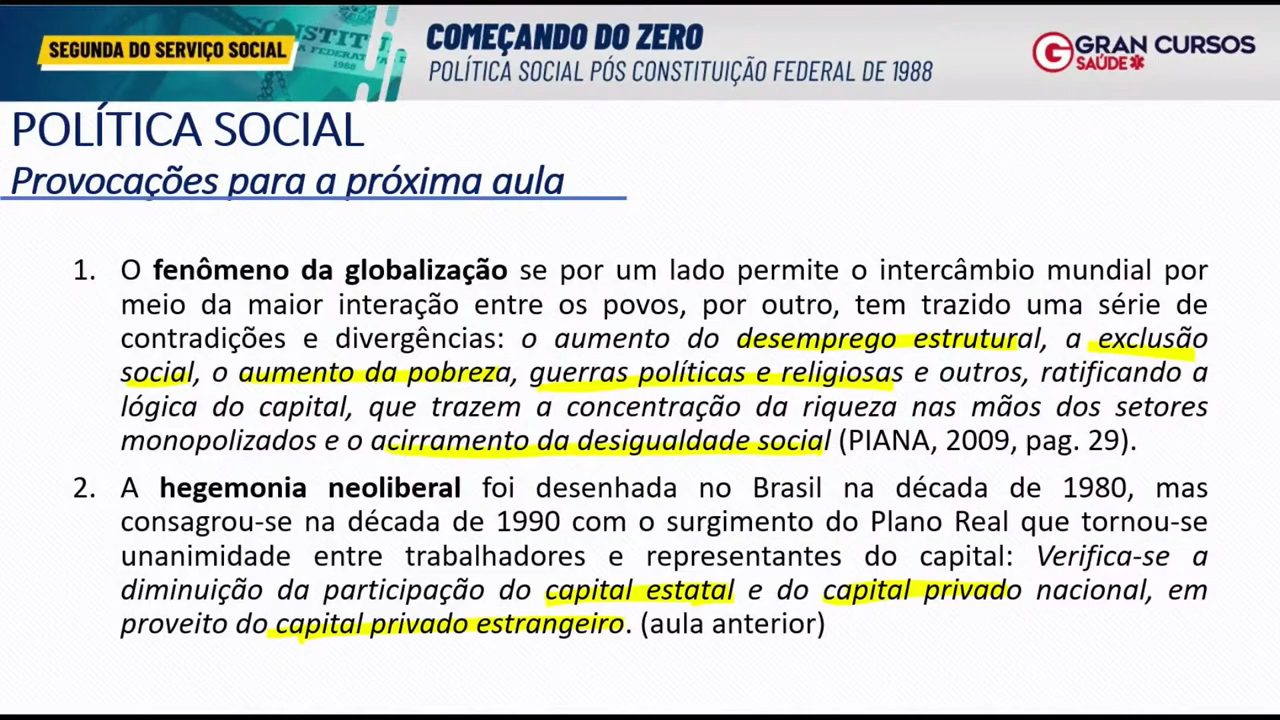 SEGUNDA DO SERVIÇO SOCIAL
CONSTITU
1988
COMEÇANDO DO ZERO
POLÍTICA SOCIAL PÓS CONSTITUIÇÃO FEDERAL DE 1988
GRAN CURSOS
SAÚDE
POLÍTICA SOCIAL
Provocações para a próxima aula
1. O fenômeno da globalização se por um lado permite o intercâmbio mundial por
meio da maior interação entre os povos, por outro, tem trazido uma série de
contradições e divergências: o aumento do desemprego estrutural, a exclusão
social, o aumento da pobreza, guerras políticas e religiosas e outros, ratificando a
lógica do capital, que trazem a concentração da riqueza nas mãos dos setores
monopolizados e o acirramento da desigualdade social (PIANA, 2009, pag. 29).
2. A hegemonia neoliberal foi desenhada no Brasil na década de 1980, mas
consagrou-se na década de 1990 com o surgimento do Plano Real que tornou-se
unanimidade entre trabalhadores e representantes do capital: Verifica-se a
diminuição da participação do capital estatal e do capital privado nacional, em
proveito do capital privado estrangeiro. (aula anterior)